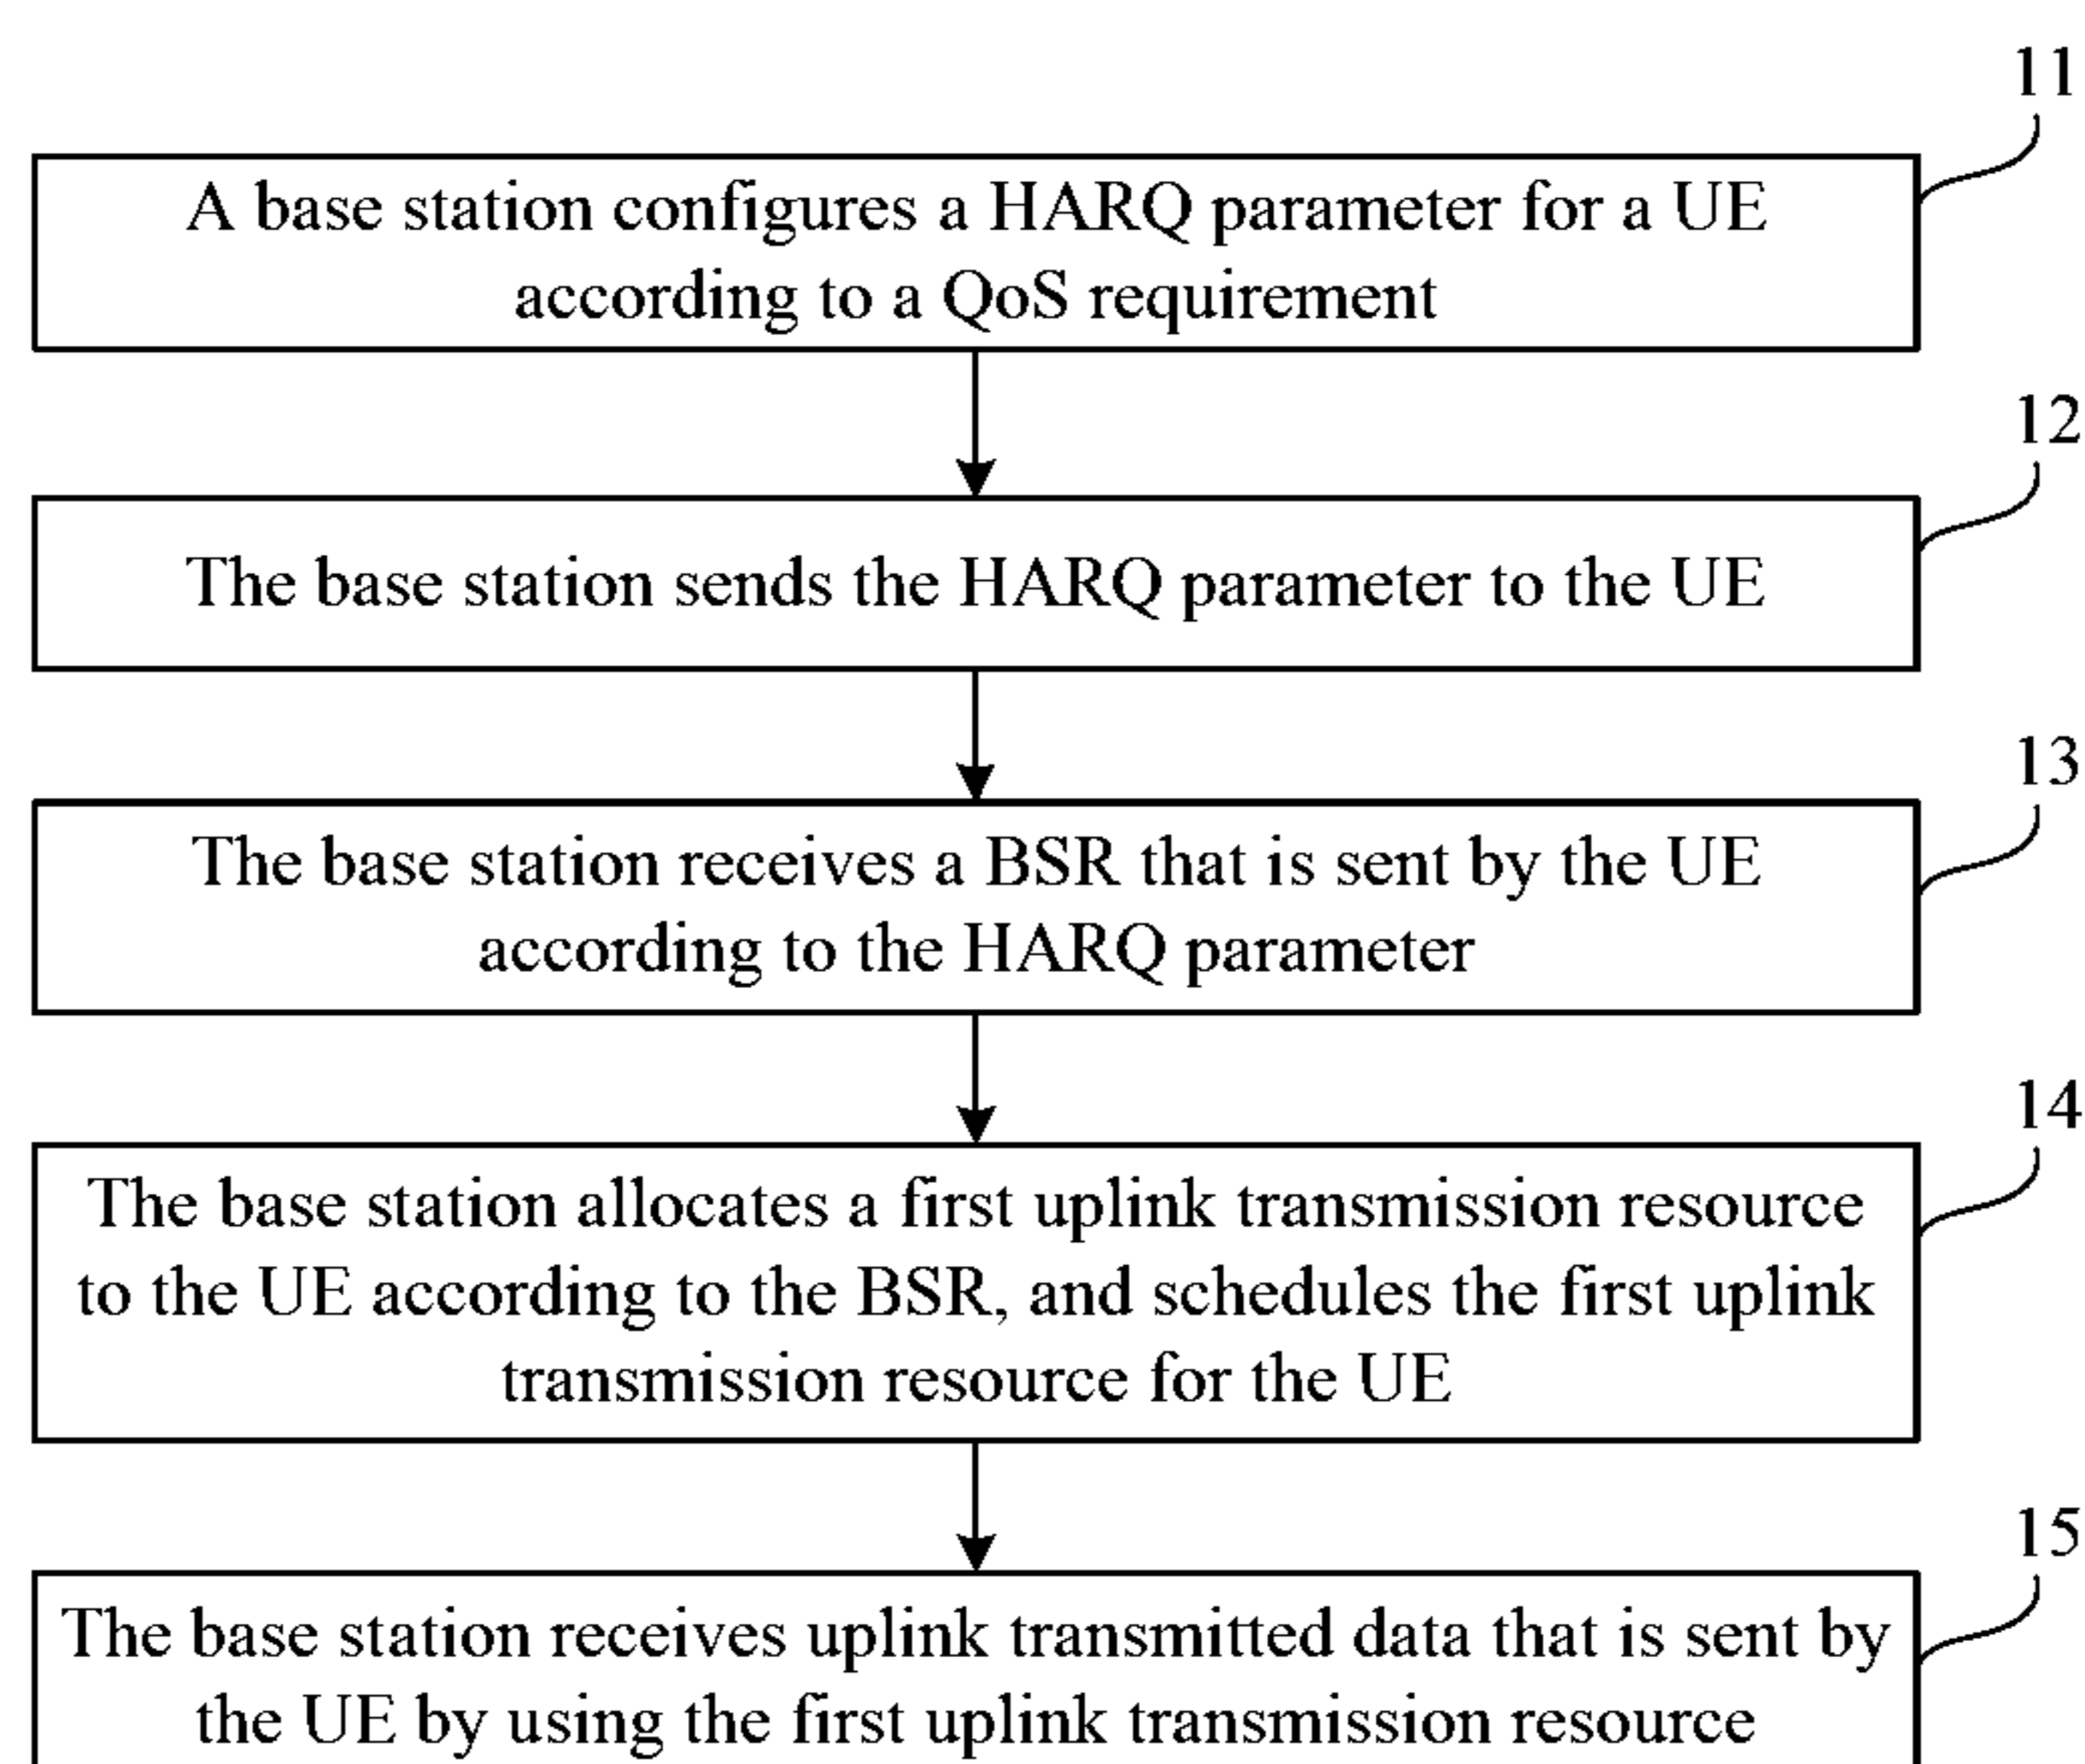 11
A base station configures a HARQ parameter for a UE
according to a QoS requirement
12
The base station sends the HARQ parameter to the UE
13
The base station receives a BSR that is sent by the UE
according to the HARQ parameter
14
The base station allocates a first uplink transmission resource
to the UE according to the BSR, and schedules the first uplink
transmission resource for the UE
15
The base station receives uplink transmitted data that is sent by
the UE by using the first uplink transmission resource